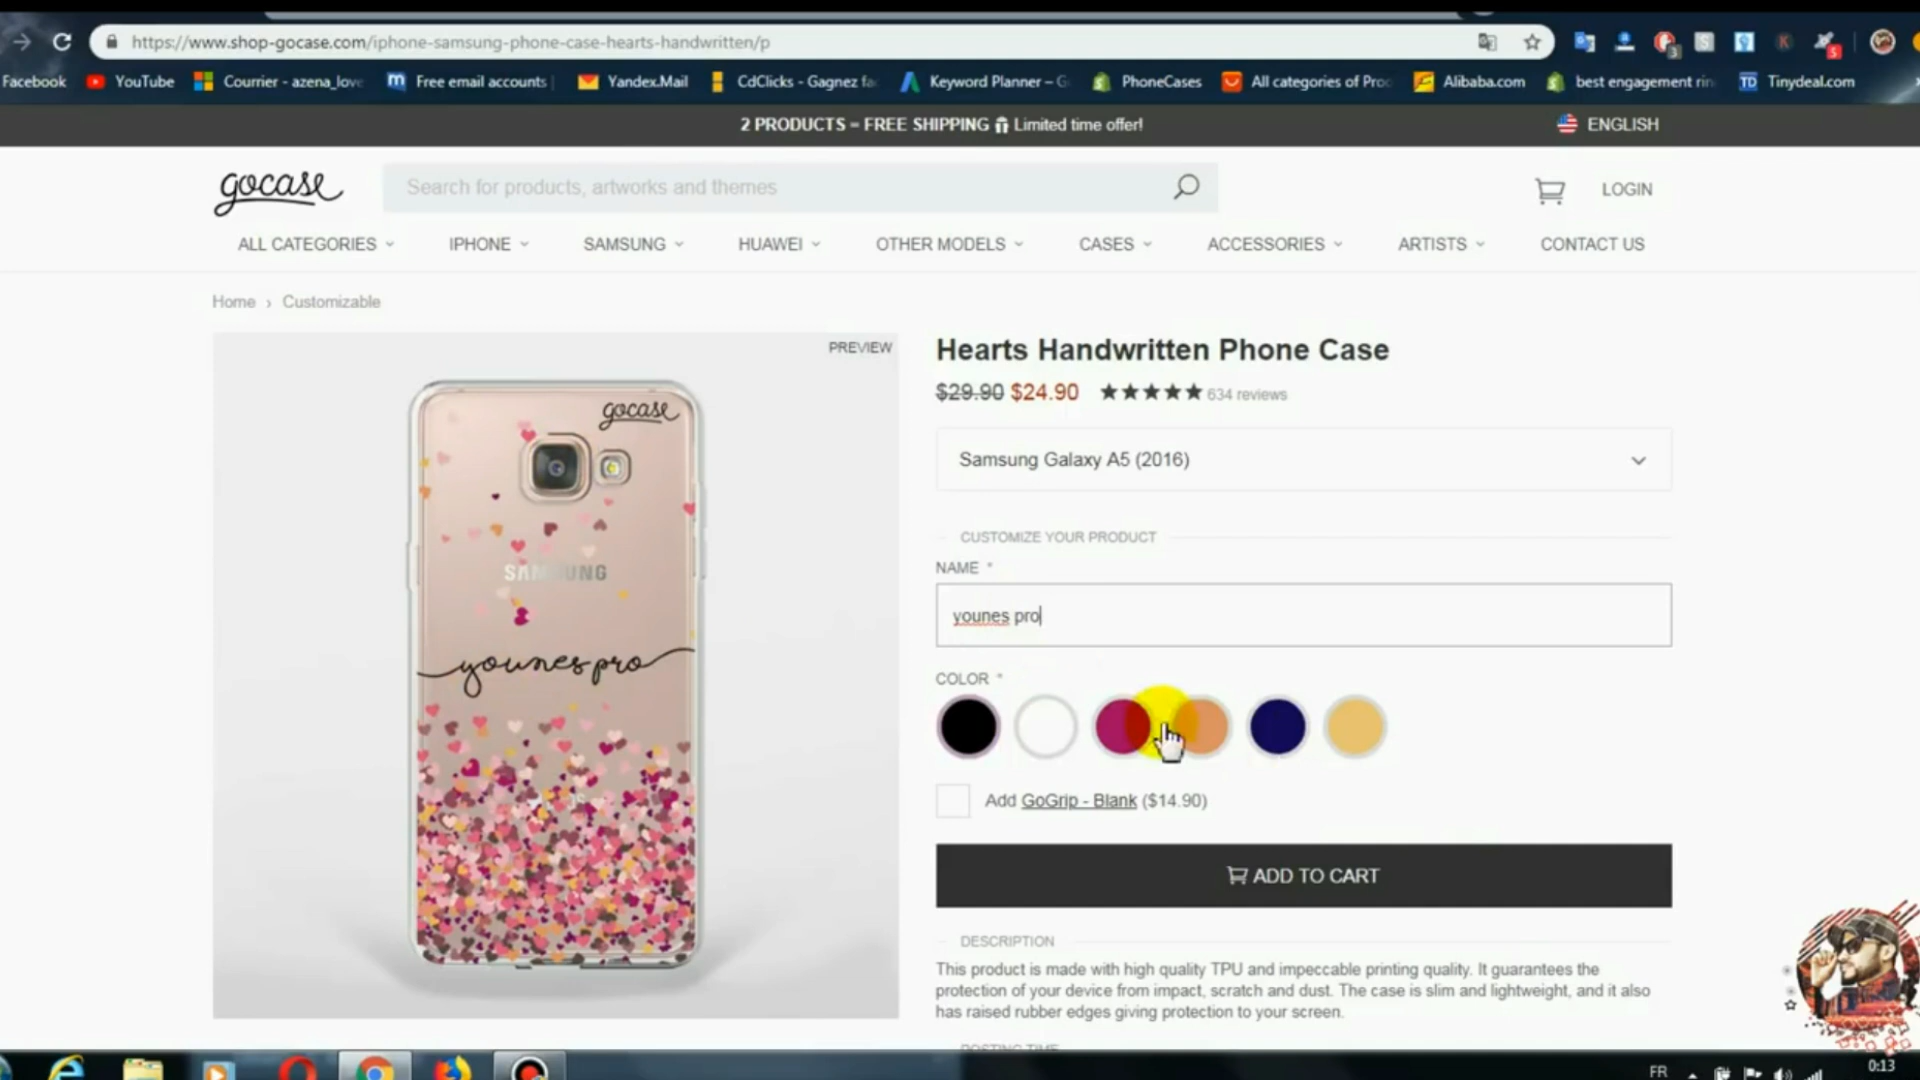 https://www.shop-gocase.com/iphone-samsung-phone-case-hearts-handwritten/p
Facebook YouTube Courrier - azena_love Free email accounts Yandex.Mail CdClicks - Gagnez fa Keyword Planner – G PhoneCases All categories of Pro Alibaba.com best engagement rin Tinydeal.com
2 PRODUCTS = FREE SHIPPING Limited time offer! ENGLISH
gocase Search for products, artworks and themes LOGIN
ALL CATEGORIES IPHONE SAMSUNG HUAWEI OTHER MODELS CASES ACCESSORIES ARTISTS CONTACT US
Home › Customizable
PREVIEW
gocase
SAMSUNG
younes pro
Hearts Handwritten Phone Case
$29.90 $24.90 ★★★★★ 634 reviews
Samsung Galaxy A5 (2016)
CUSTOMIZE YOUR PRODUCT
NAME *
younes pro
COLOR *
Add GoGrip - Blank ($14.90)
ADD TO CART
DESCRIPTION
This product is made with high quality TPU and impeccable printing quality. It guarantees the
protection of your device from impact, scratch and dust. The case is slim and lightweight, and it also
has raised rubber edges giving protection to your screen.
POSTING TIME
FR 0:13